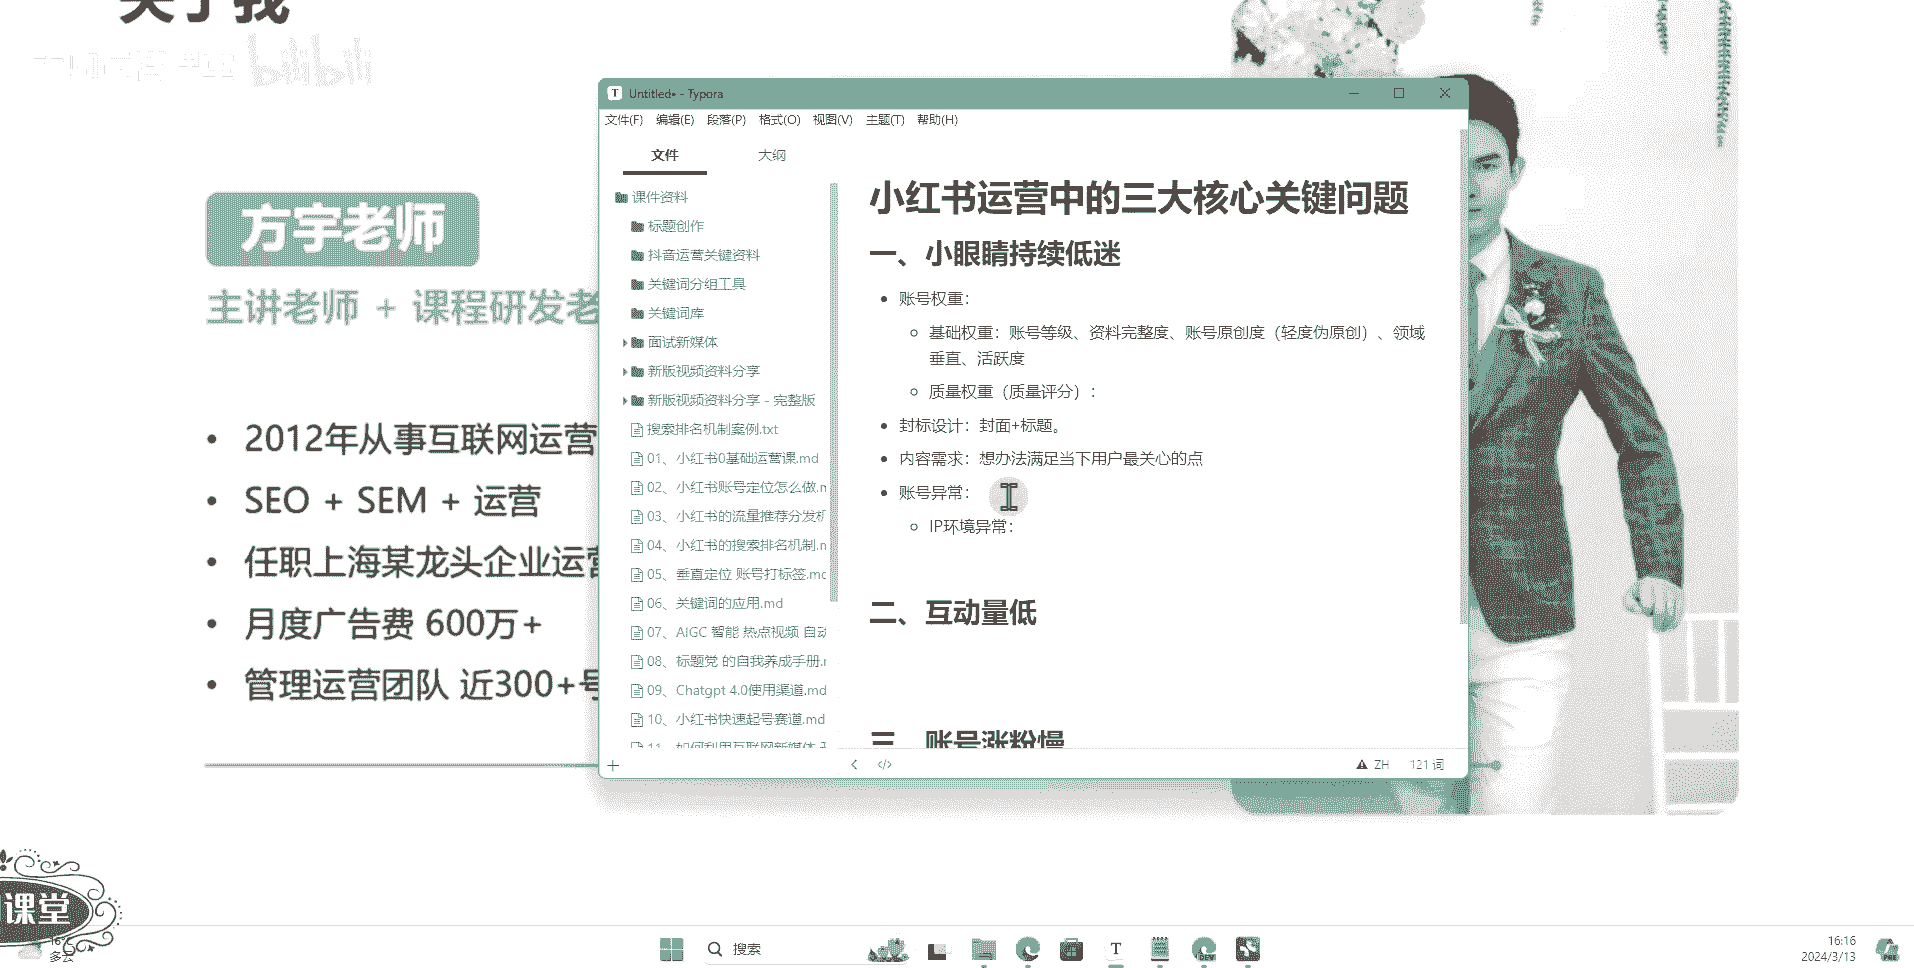 关于我
bilibili
方宇老师
主讲老师 + 课程研发老
• 2012年从事互联网运营
• SEO + SEM + 运营
• 任职上海某龙头企业运营
• 月度广告费 600万+
• 管理运营团队 近300+号
Untitled• - Typora
文件(F) 编辑(E) 段落(P) 格式(O) 视图(V) 主题(T) 帮助(H)
文件 大纲
课件资料
标题创作
抖音运营关键资料
关键词分组工具
关键词库
面试新媒体
新版视频资料分享
新版视频资料分享 - 完整版
搜索排名机制案例.txt
01、小红书0基础运营课.md
02、小红书账号定位怎么做.m
03、小红书的流量推荐分发机
04、小红书的搜索排名机制.m
05、垂直定位 账号打标签.md
06、关键词的应用.md
07、AIGC 智能 热点视频 自动
08、标题党 的自我养成手册.m
09、Chatgpt 4.0使用渠道.md
10、小红书快速起号赛道.md
11、如何利用互联网新媒体
小红书运营中的三大核心关键问题
一、小眼睛持续低迷
• 账号权重：
基础权重：账号等级、资料完整度、账号原创度（轻度伪原创）、领域
垂直、活跃度
质量权重（质量评分）：
• 封标设计：封面+标题。
• 内容需求：想办法满足当下用户最关心的点
• 账号异常：
IP环境异常：
二、互动量低
三、账号涨粉慢
ZH 121 词
课堂
16°C
多云
搜索
16:16
2024/3/13